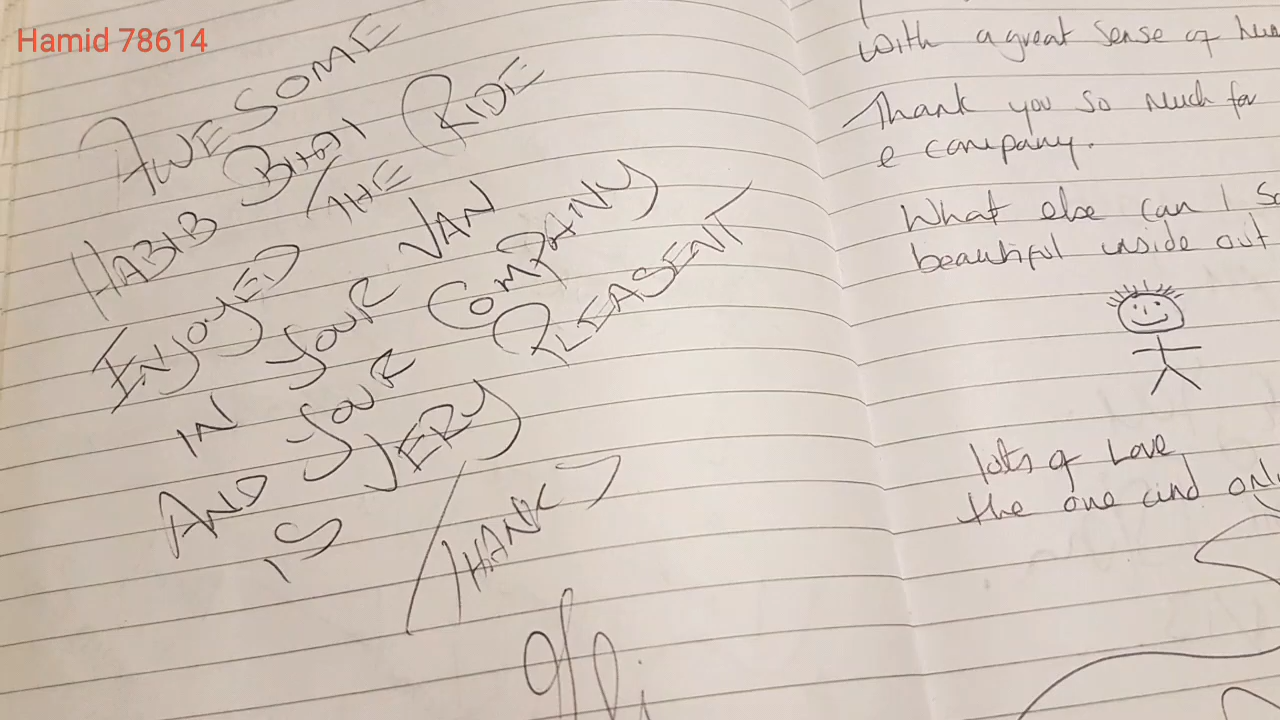 Hamid 78614
AWESOME
HABIB BHAI
ENJOYED THE RIDE
IN YOUR VAN
AND YOUR COMPANY
IS VERY PLEASENT
THANKS
with a great sense of
Thank you so much for
e company.
What else can I
beautiful inside out
lots of Love
the one and only